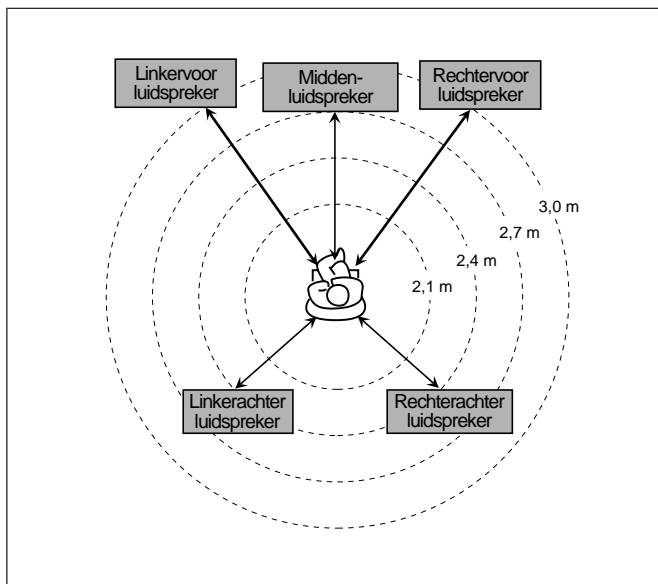 Linkervoor
luidspreker
Midden-
luidspreker
Rechtervoor
luidspreker
3,0 m
2,7 m
2,4 m
2,1 m
Linkerachter
luidspreker
Rechterachter
luidspreker